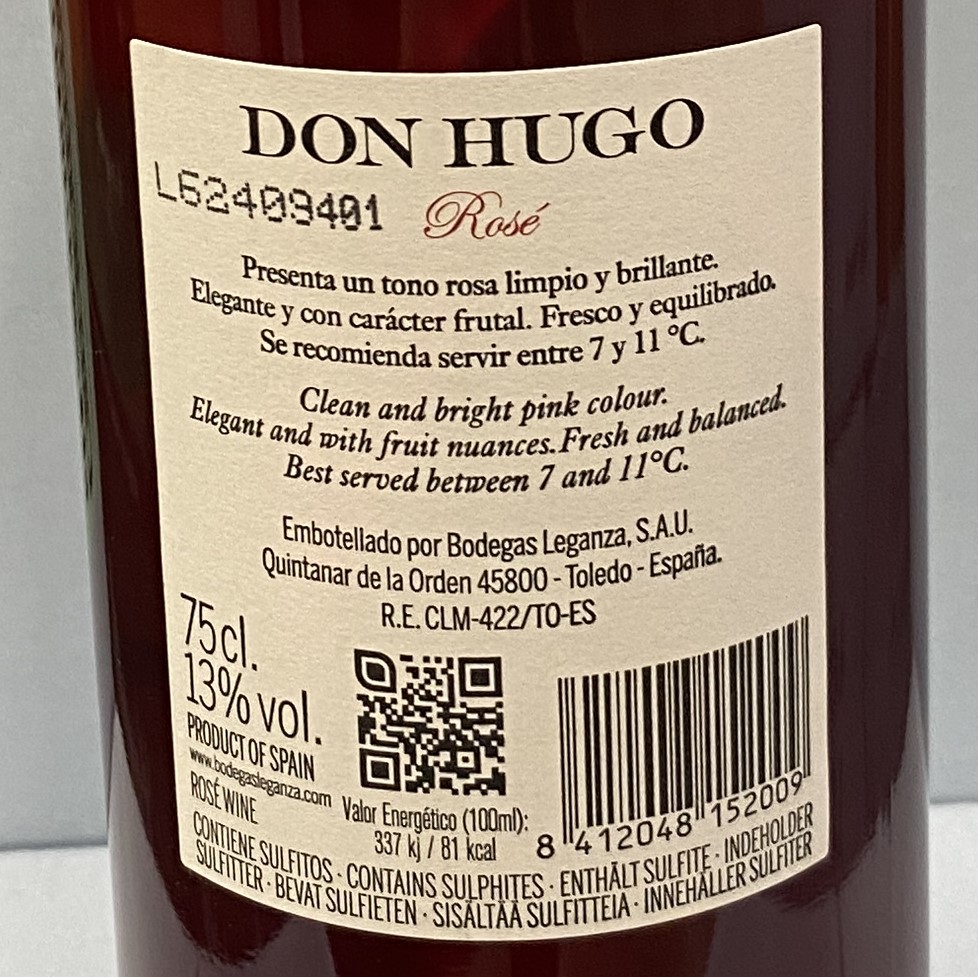 DON HUGO
L62409401
Rosé
Presenta un tono rosa limpio y brillante.
Elegante y con carácter frutal. Fresco y equilibrado.
Se recomienda servir entre 7 y 11 °C.
Clean and bright pink colour.
Elegant and with fruit nuances.Fresh and balanced.
Best served between 7 and 11°C.
Embotellado por Bodegas Leganza, S.A.U.
Quintanar de la Orden 45800 - Toledo - España.
R.E. CLM-422/TO-ES
75cl.
13% vol.
PRODUCT OF SPAIN
www.bodegasleganza.com
ROSÉ WINE
Valor Energético (100ml):
337 kj / 81 kcal
8 412048 152009
CONTIENE SULFITOS · CONTAINS SULPHITES · ENTHÄLT SULFITE · INDEHOLDER
SULFITTER · BEVAT SULFIETEN · SISÄLTÄÄ SULFITTEIA · INNEHÅLLER SULFITER